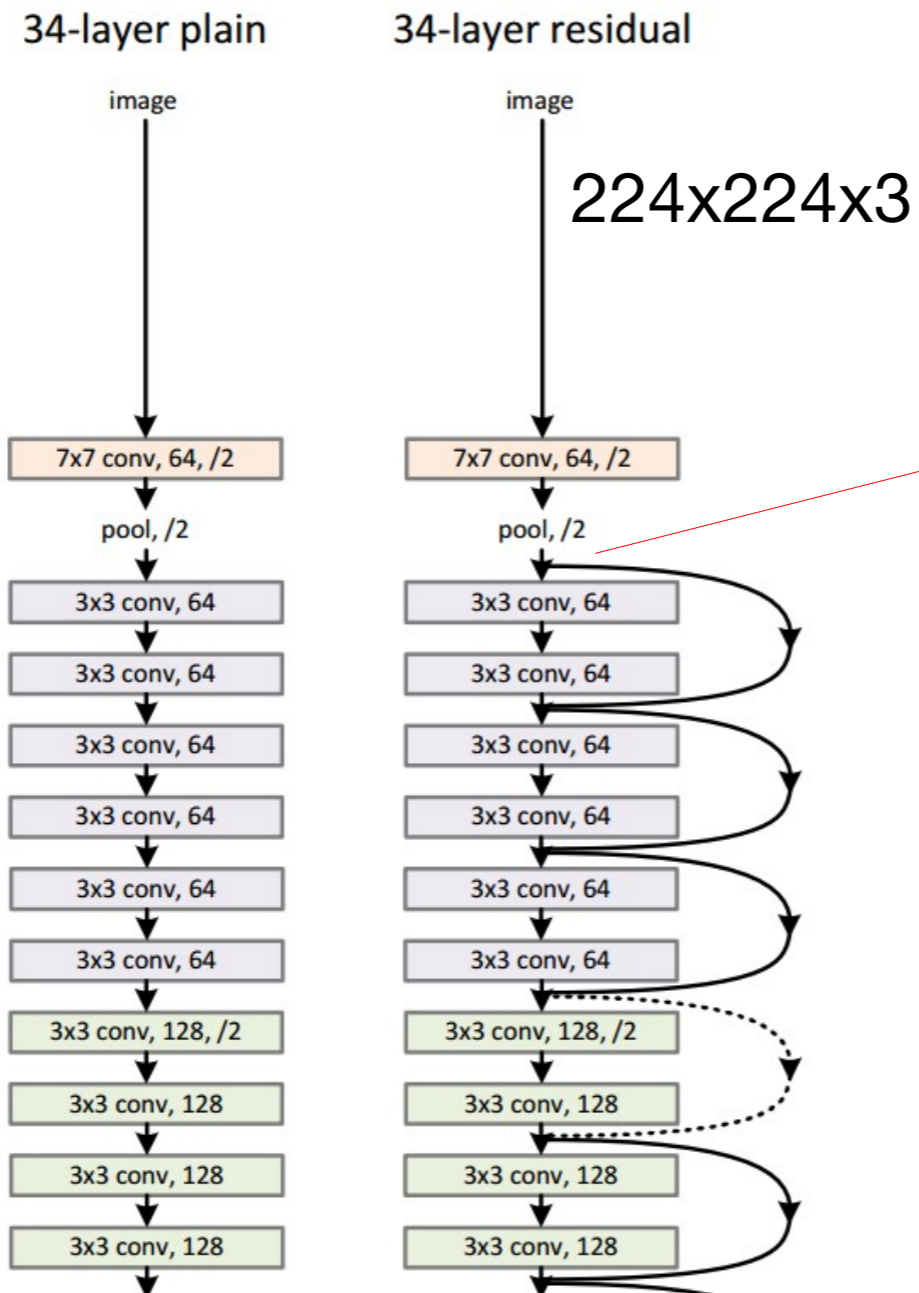 34-layer plain
34-layer residual
image
image
224x224x3
7x7 conv, 64, /2
7x7 conv, 64, /2
pool, /2
pool, /2
3x3 conv, 64
3x3 conv, 64
3x3 conv, 64
3x3 conv, 64
3x3 conv, 64
3x3 conv, 64
3x3 conv, 64
3x3 conv, 64
3x3 conv, 64
3x3 conv, 64
3x3 conv, 64
3x3 conv, 64
3x3 conv, 128, /2
3x3 conv, 128, /2
3x3 conv, 128
3x3 conv, 128
3x3 conv, 128
3x3 conv, 128
3x3 conv, 128
3x3 conv, 128